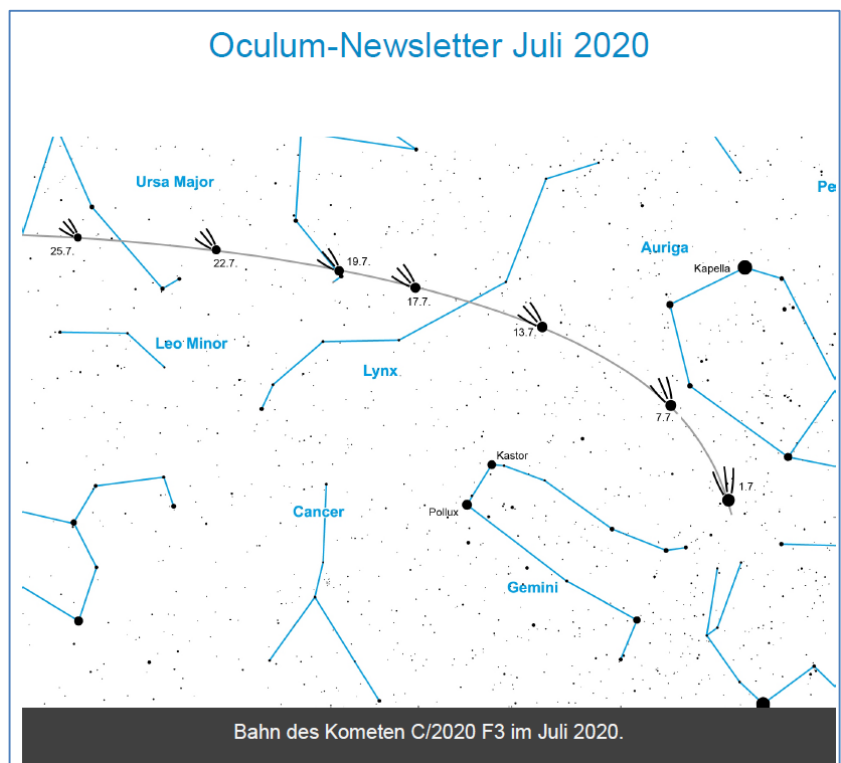 Oculum-Newsletter Juli 2020
Ursa Major
Pe
25.7.
22.7.
19.7.
17.7.
Auriga
Kapella
13.7.
Leo Minor
Lynx
7.7.
Kastor
1.7.
Pollux
Cancer
Gemini
Bahn des Kometen C/2020 F3 im Juli 2020.